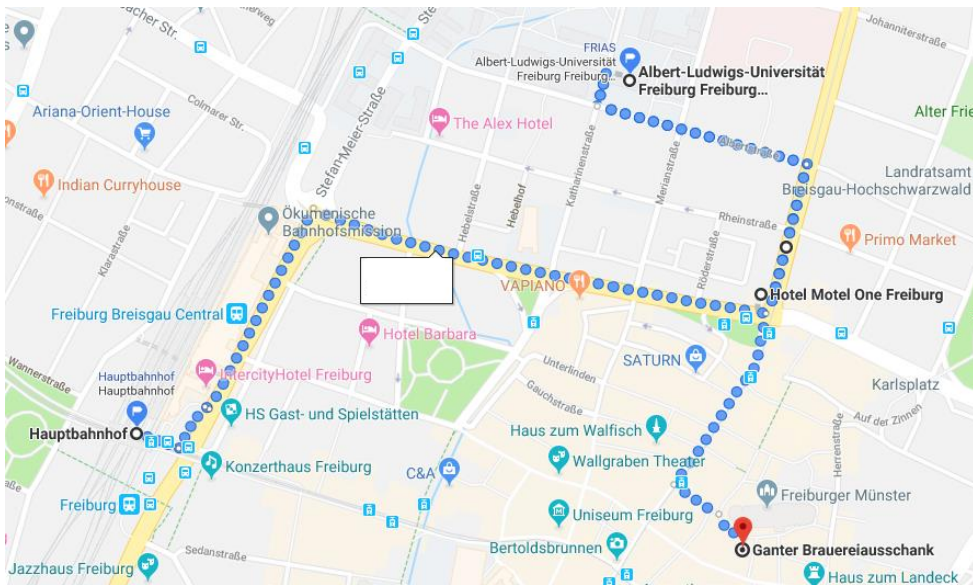 bacher Str.
Johanniterstraße
FRIAS
Albert-Ludwigs-Universität
Freiburg Freiburg...
Albert-Ludwigs-Universität
Freiburg Freiburg...
Ariana-Orient-House
Colmarer Str.
Stefan-Meier-Straße
The Alex Hotel
Alter Frie
Albertstraße
Landratsamt
Breisgau-Hochschwarzwald
Indian Curryhouse
Katharinenstraße
Merianstraße
Hebelstraße
Hebelhof
Rheinstraße
Ökumenische
Bahnhofsmission
Klarastraße
Primo Market
Röderstraße
VAPIANO
Hotel Motel One Freiburg
Freiburg Breisgau Central
Hotel Barbara
Unterlinden
SATURN
Wannerstraße
Hauptbahnhof
Hauptbahnhof
IntercityHotel Freiburg
Gauchstraße
Karlsplatz
HS Gast- und Spielstätten
Auf der Zinnen
Hauptbahnhof
Haus zum Walfisch
Herrenstraße
Konzerthaus Freiburg
C&A
Wallgraben Theater
Freiburger Münster
Freiburg
Uniseum Freiburg
Sedanstraße
Bertoldsbrunnen
Ganter Brauereiausschank
Jazzhaus Freiburg
Haus zum Landeck